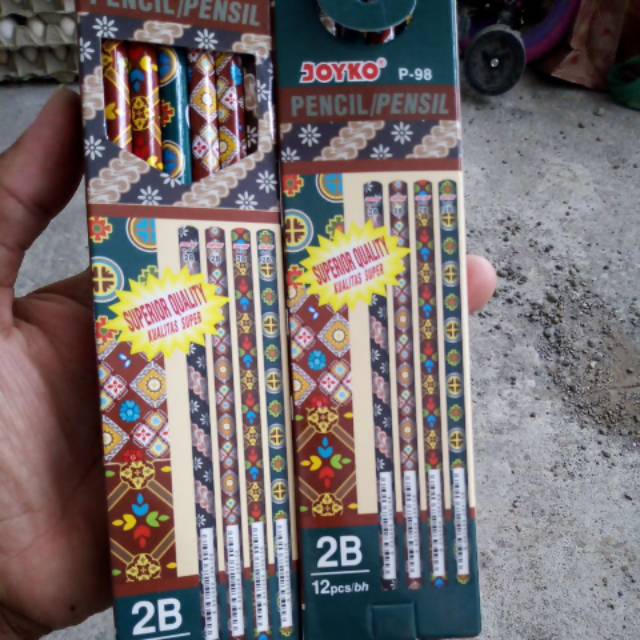 PENCIL/PENSIL
SUPERIOR QUALITY
KUALITAS SUPER
2B
JOYKO® P-98
PENCIL/PENSIL
SUPERIOR QUALITY
KUALITAS SUPER
2B
12pcs/bh